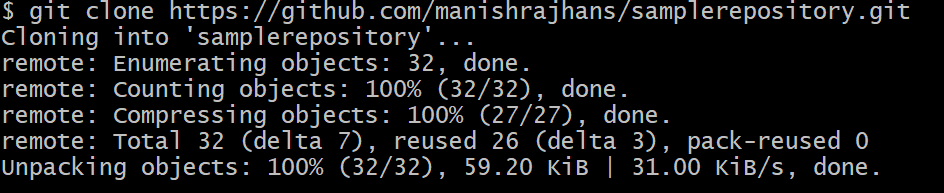 $ git clone https://github.com/manishrajhans/samplerepository.git
Cloning into 'samplerepository'...
remote: Enumerating objects: 32, done.
remote: Counting objects: 100% (32/32), done.
remote: Compressing objects: 100% (27/27), done.
remote: Total 32 (delta 7), reused 26 (delta 3), pack-reused 0
Unpacking objects: 100% (32/32), 59.20 KiB | 31.00 KiB/s, done.